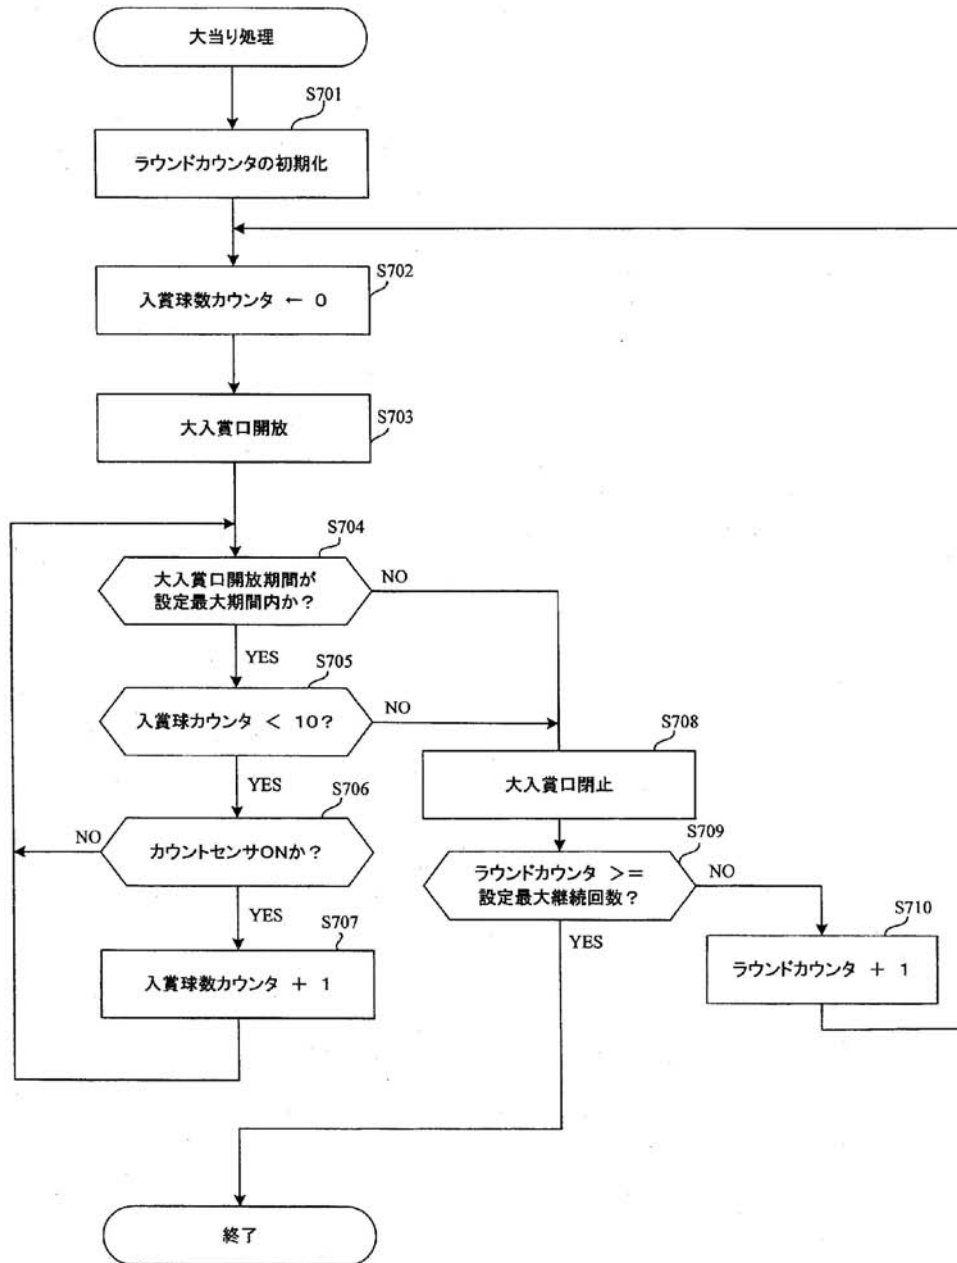 大当り処理
S701
ラウンドカウンタの初期化
S702
入賞球数カウンタ ← 0
S703
大入賞口開放
S704
大入賞口開放期間が
設定最大期間内か?
NO
YES
S705
入賞球カウンタ < 10?
NO
YES
S706
カウントセンサONか?
NO
YES
S707
入賞球数カウンタ + 1
S708
大入賞口閉止
S709
ラウンドカウンタ >=
設定最大継続回数?
NO
YES
S710
ラウンドカウンタ + 1
終了